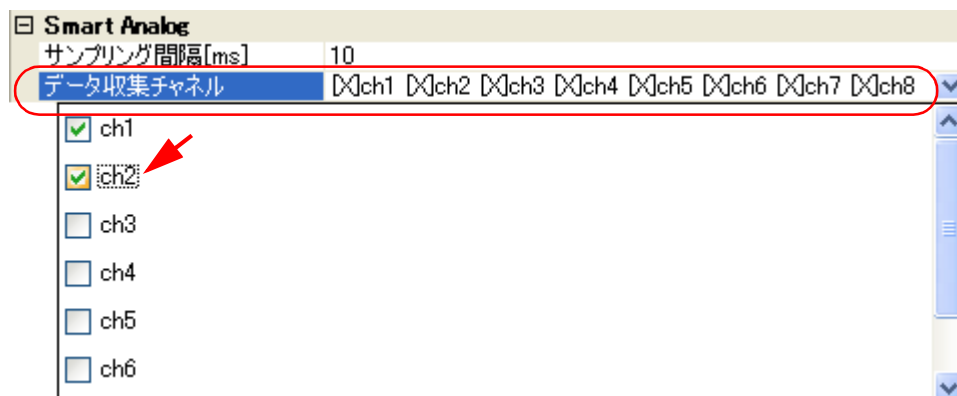 Smart Analog
サンプリング間隔[ms] 10
データ収集チャネル [X]ch1 [X]ch2 [X]ch3 [X]ch4 [X]ch5 [X]ch6 [X]ch7 [X]ch8
ch1
ch2
ch3
ch4
ch5
ch6